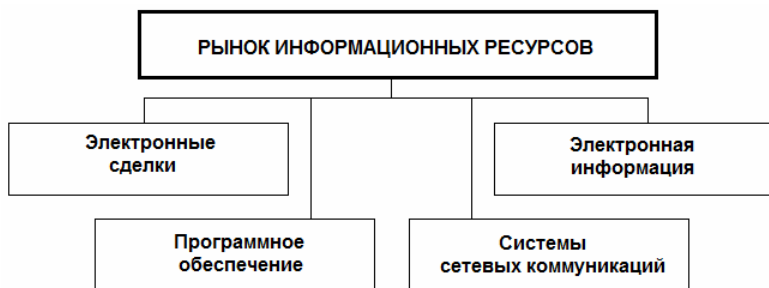 РЫНОК ИНФОРМАЦИОННЫХ РЕСУРСОВ
Электронные
сделки
Электронная
информация
Программное
обеспечение
Системы
сетевых коммуникаций